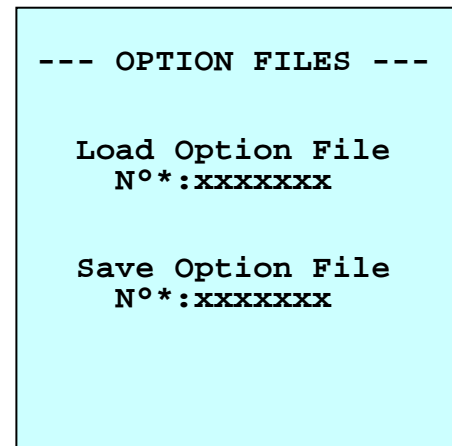 --- OPTION FILES ---
Load Option File
N°*:xxxxxxx
Save Option File
N°*:xxxxxxx